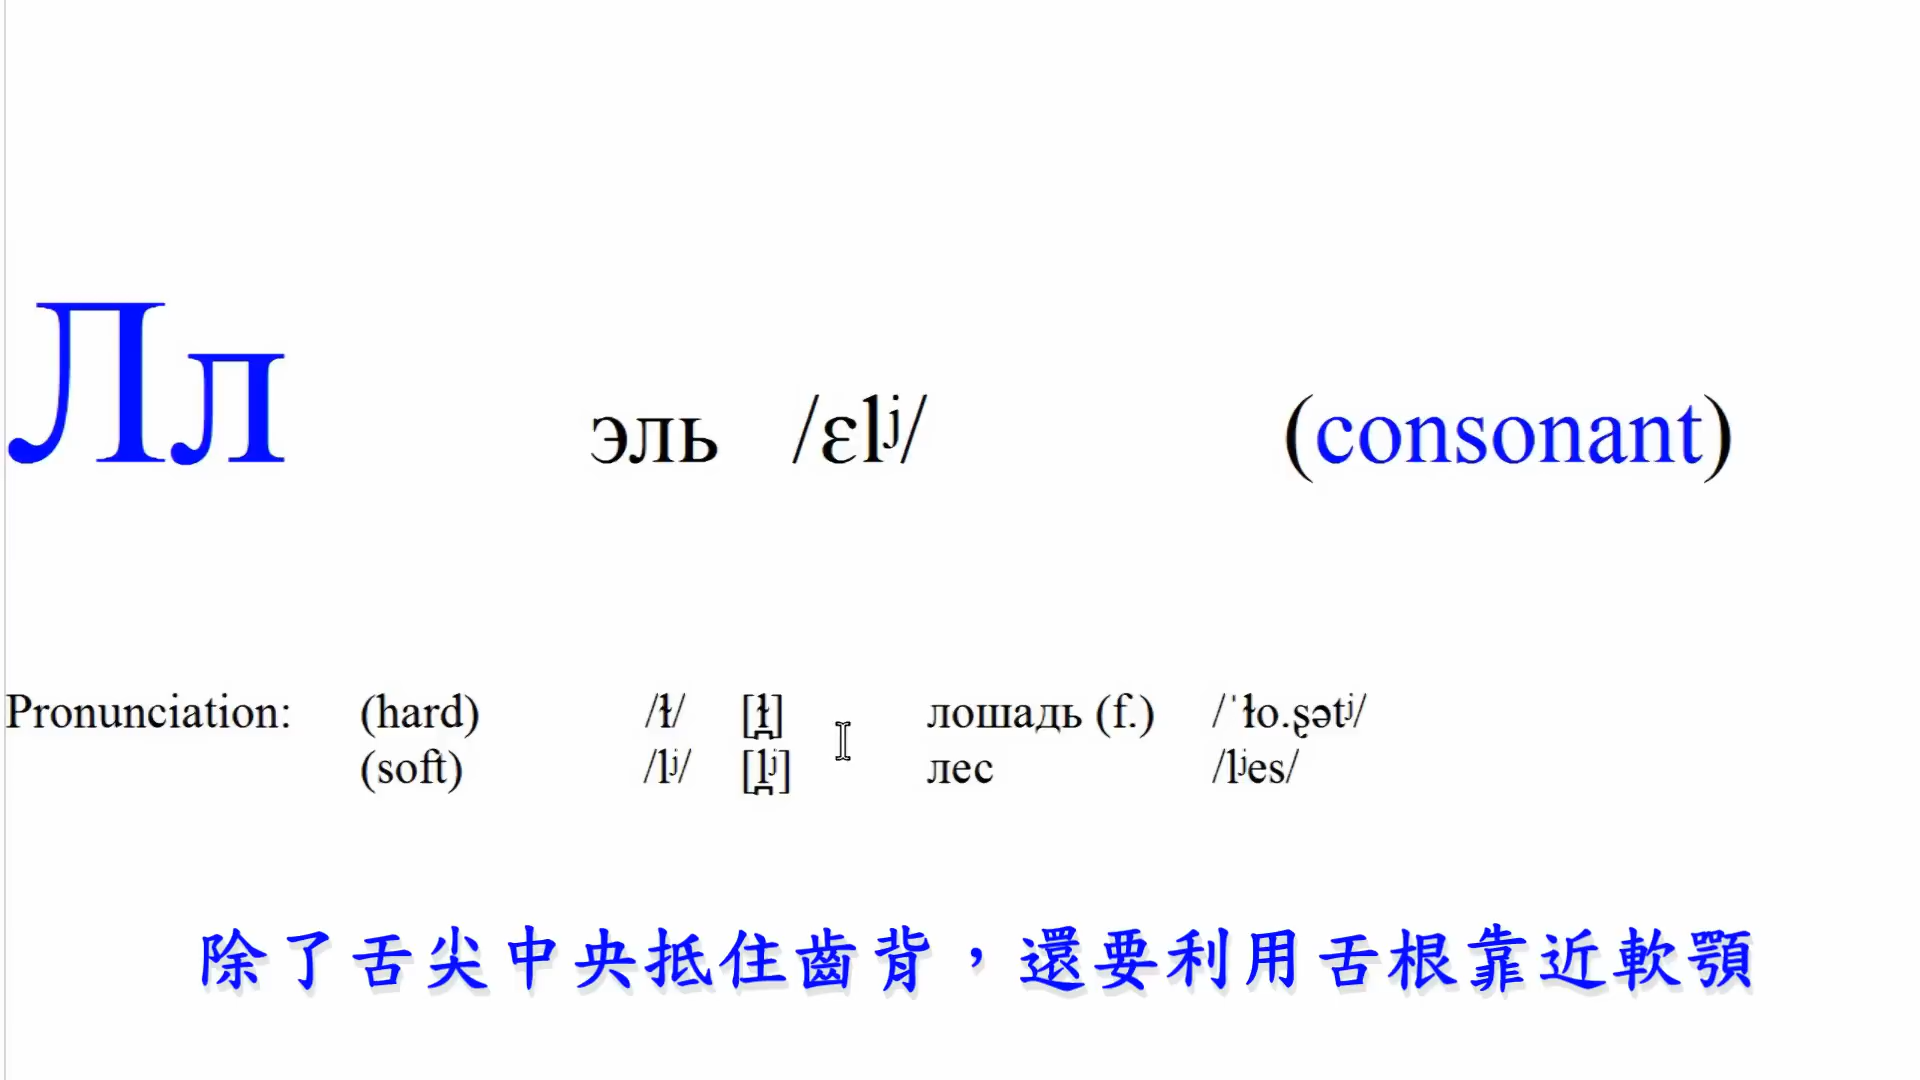 Лл эль /ɛlʲ/ (consonant)
Pronunciation: (hard) /ɫ/ [ɫ̪] лошадь (f.) /ˈɫo.ʂətʲ/
(soft) /lʲ/ [l̪ʲ] лес /lʲes/
除了舌尖中央抵住齒背，還要利用舌根靠近軟顎